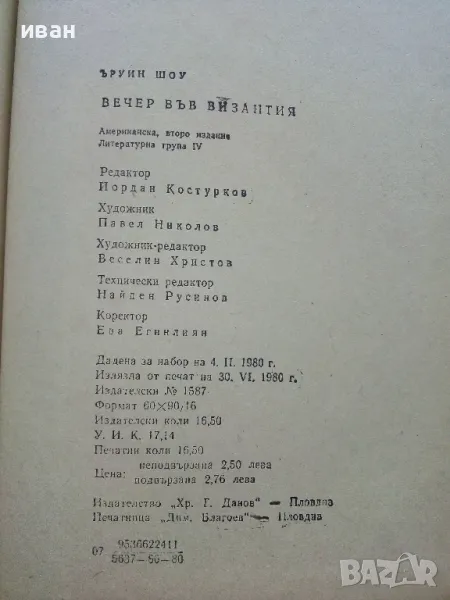 иван
ЪРУИН ШОУ
ВЕЧЕР ВЪВ ВИЗАНТИЯ
Американска, второ издание
Литературна група IV
Редактор
Йордан Костурков
Художник
Павел Николов
Художник-редактор
Веселин Христов
Технически редактор
Найден Русинов
Коректор
Ева Егинлиян
Дадена за набор на 4. II. 1980 г.
Излязла от печат на 30. VI. 1980 г.
Издателски № 1587
Формат 60×90/16
Издателски коли 16,50
У. И. К. 17,14
Печатни коли 16,50
Цена: неподвързана 2,50 лева
подвързана 2,76 лева
Издателство „Хр. Г. Данов" — Пловдив
Печатница „Дим. Благоев" — Пловдив
07 9536622411
5637—56—80
BAZAR.bg